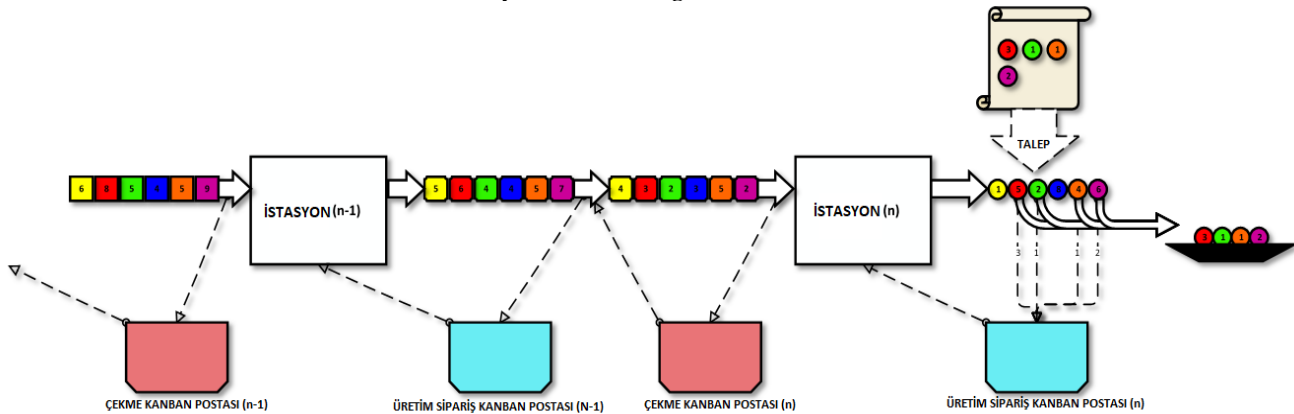 3 1 1
2
TALEP
6 8 5 4 5 9
İSTASYON (n-1)
5 6 4 4 5 7
4 3 2 4 5 2
İSTASYON (n)
1 5 2 3 4 6
3 1 1 2
3 1 1 2
ÇEKME KANBAN POSTASI (n-1)
ÜRETİM SİPARİŞ KANBAN POSTASI (N-1)
ÇEKME KANBAN POSTASI (n)
ÜRETİM SİPARİŞ KANBAN POSTASI (n)